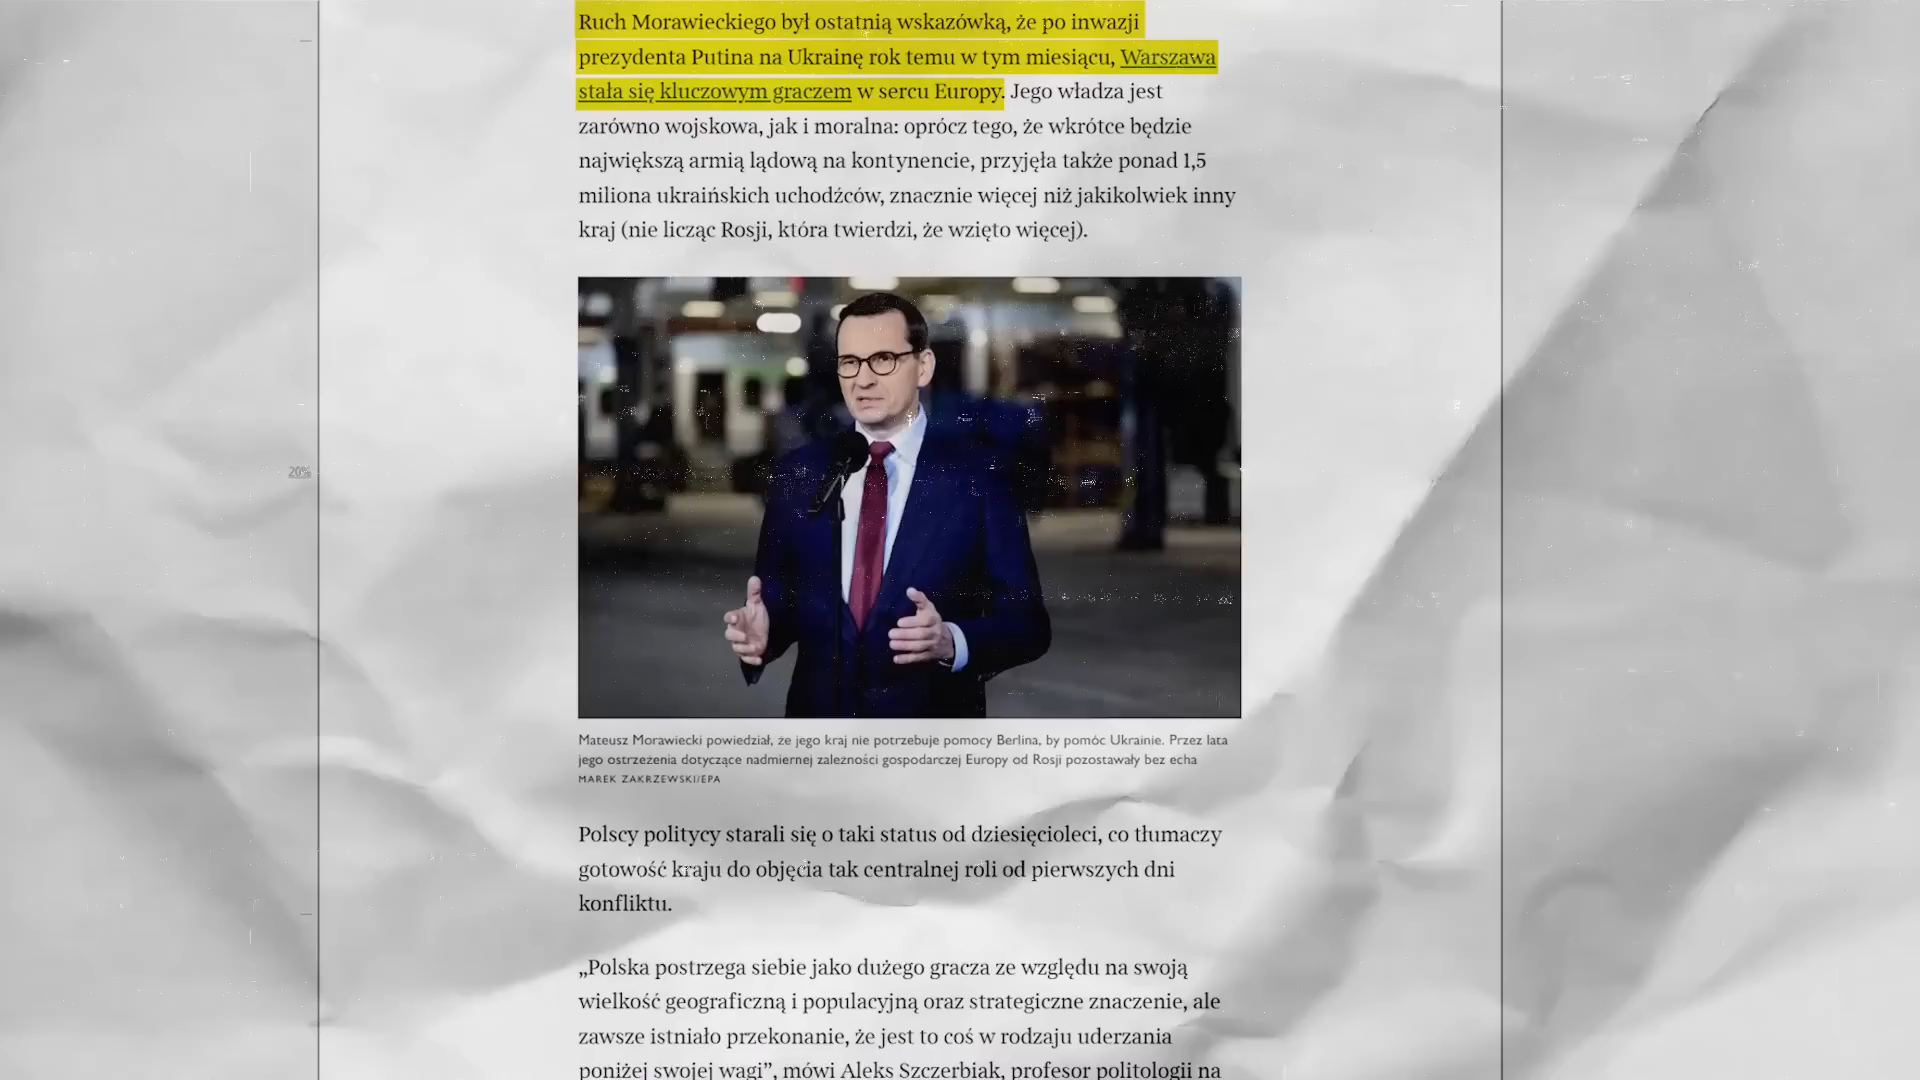 Ruch Morawieckiego był ostatnią wskazówką, że po inwazji
prezydenta Putina na Ukrainę rok temu w tym miesiącu, Warszawa
stała się kluczowym graczem w sercu Europy. Jego władza jest
zarówno wojskowa, jak i moralna: oprócz tego, że wkrótce będzie
największą armią lądową na kontynencie, przyjęła także ponad 1,5
miliona ukraińskich uchodźców, znacznie więcej niż jakikolwiek inny
kraj (nie licząc Rosji, która twierdzi, że wzięto więcej).
20%
Mateusz Morawiecki powiedział, że jego kraj nie potrzebuje pomocy Berlina, by pomóc Ukrainie. Przez lata
jego ostrzeżenia dotyczące nadmiernej zależności gospodarczej Europy od Rosji pozostawały bez echa
MAREK ZAKRZEWSKI/EPA
Polscy politycy starali się o taki status od dziesięcioleci, co tłumaczy
gotowość kraju do objęcia tak centralnej roli od pierwszych dni
konfliktu.
„Polska postrzega siebie jako dużego gracza ze względu na swoją
wielkość geograficzną i populacyjną oraz strategiczne znaczenie, ale
zawsze istniało przekonanie, że jest to coś w rodzaju uderzania
poniżej swojej wagi”, mówi Aleks Szczerbiak, profesor politologii na